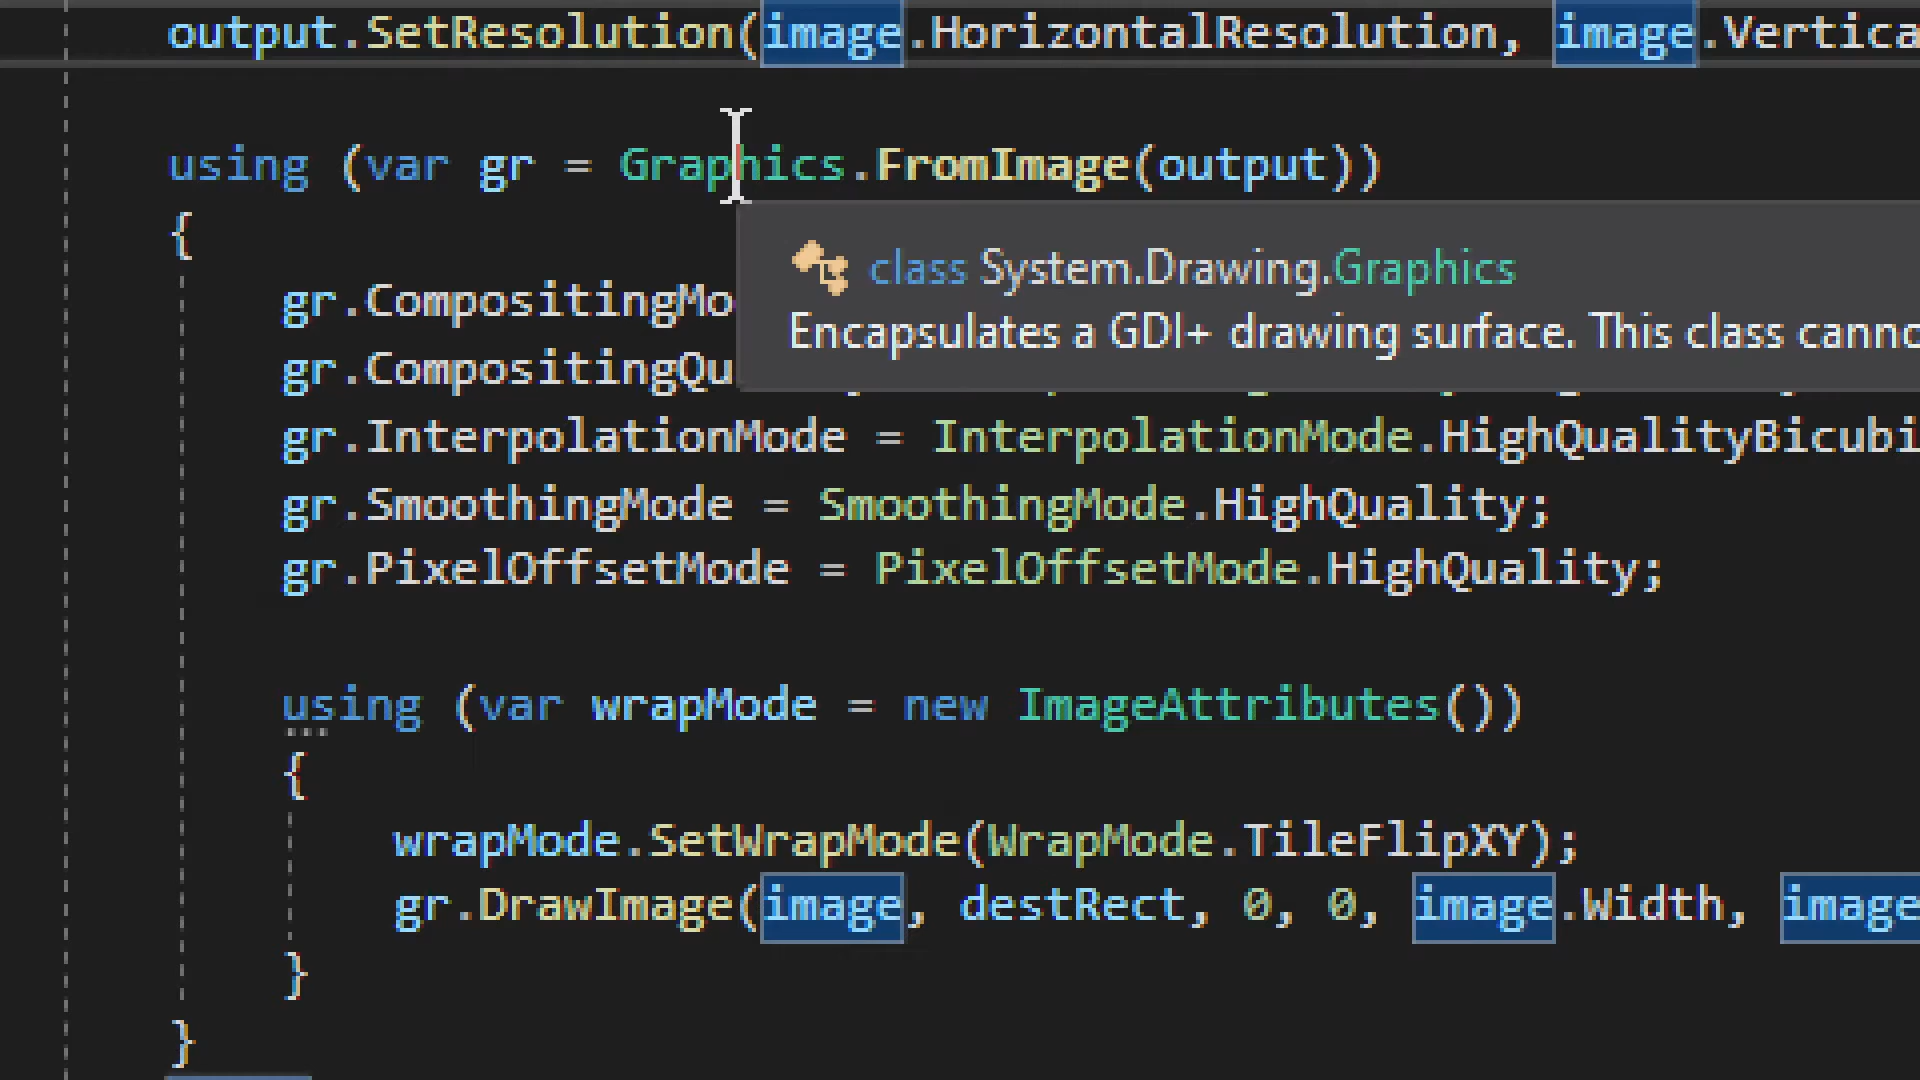 output.SetResolution(image.HorizontalResolution, image.Vertica
using (var gr = Graphics.FromImage(output))
{
class System.Drawing.Graphics
gr.CompositingMo
Encapsulates a GDI+ drawing surface. This class canno
gr.CompositingQu
gr.InterpolationMode = InterpolationMode.HighQualityBicubi
gr.SmoothingMode = SmoothingMode.HighQuality;
gr.PixelOffsetMode = PixelOffsetMode.HighQuality;
using (var wrapMode = new ImageAttributes())
{
wrapMode.SetWrapMode(WrapMode.TileFlipXY);
gr.DrawImage(image, destRect, 0, 0, image.Width, image
}
}